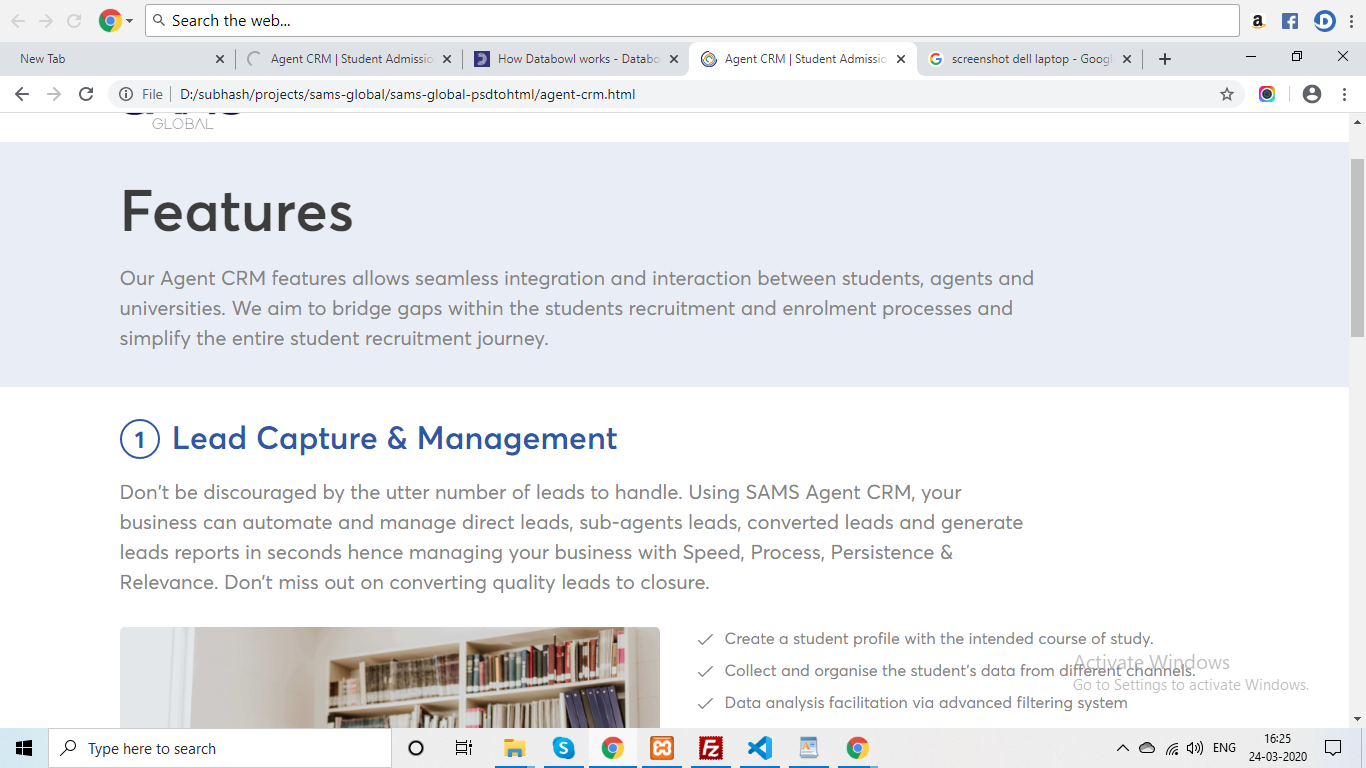 Search the web...
New Tab
Agent CRM | Student Admissio
How Databowl works - Databo
Agent CRM | Student Admissio
screenshot dell laptop - Googl
File
D:/subhash/projects/sams-global/sams-global-psdtohtml/agent-crm.html
GLOBAL
Features
Our Agent CRM features allows seamless integration and interaction between students, agents and
universities. We aim to bridge gaps within the students recruitment and enrolment processes and
simplify the entire student recruitment journey.
1 Lead Capture & Management
Don't be discouraged by the utter number of leads to handle. Using SAMS Agent CRM, your
business can automate and manage direct leads, sub-agents leads, converted leads and generate
leads reports in seconds hence managing your business with Speed, Process, Persistence &
Relevance. Don't miss out on converting quality leads to closure.
Create a student profile with the intended course of study.
Collect and organise the student's data from different channels.
Data analysis facilitation via advanced filtering system
Activate Windows
Go to Settings to activate Windows.
Type here to search
ENG
16:25
24-03-2020